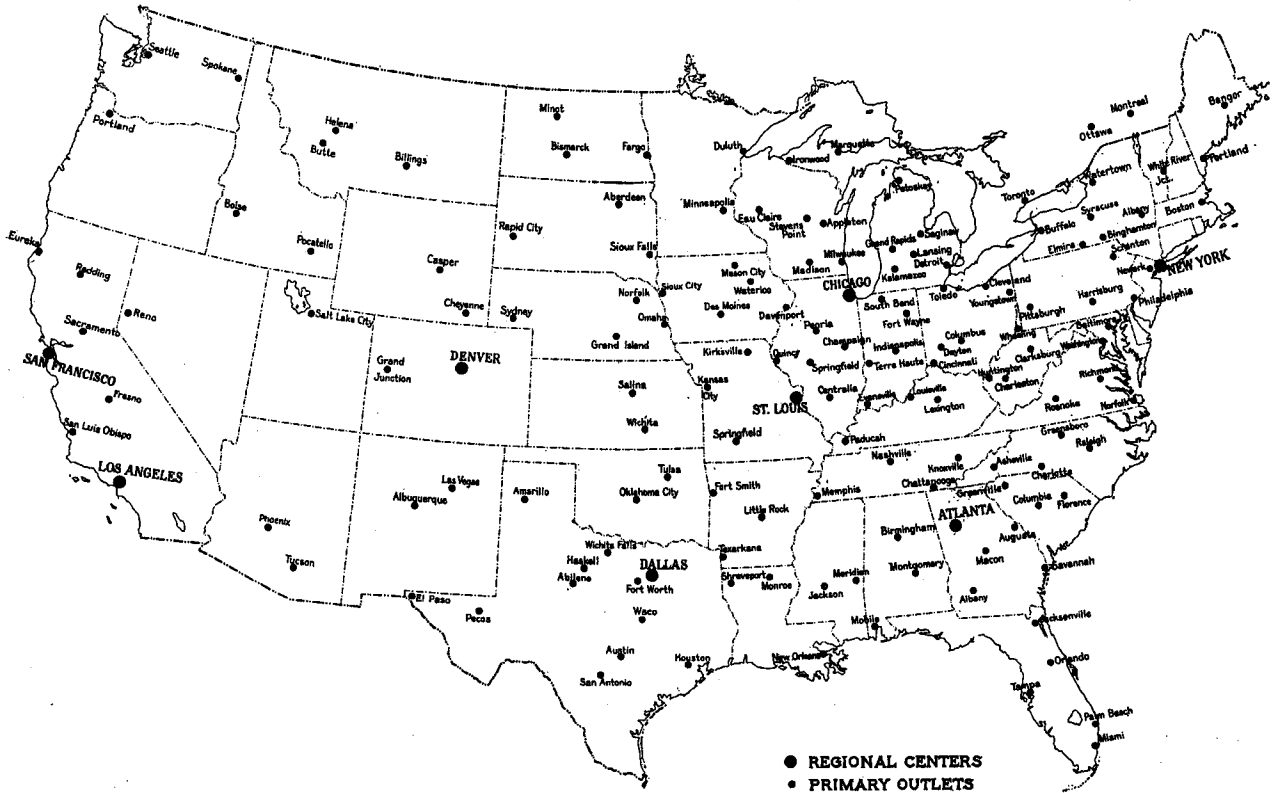 Seattle
Spokane
Portland
Helena
Butte
Billings
Minot
Bismarck
Fargo
Duluth
Ironwood
Marquette
Montreal
Ottawa
Bangor
Portland
White River
Jct.
Watertown
Toronto
Petoskey
Boise
Pocatello
Aberdeen
Rapid City
Sioux Falls
Minneapolis
Eau Claire
Stevens
Point
Appleton
Grand Rapids
Saginaw
Lansing
Detroit
Buffalo
Syracuse
Albany
Boston
Binghamton
Elmira
Scranton
Newark
NEW YORK
Eureka
Redding
Reno
Sacramento
SAN FRANCISCO
Fresno
San Luis Obispo
LOS ANGELES
Salt Lake City
Casper
Cheyenne
Sydney
Norfolk
Sioux City
Omaha
Grand Island
Mason City
Waterloo
Des Moines
Davenport
Madison
Milwaukee
CHICAGO
Kalamazoo
South Bend
Fort Wayne
Toledo
Cleveland
Youngstown
Pittsburgh
Harrisburg
Philadelphia
Baltimore
Washington
Wheeling
Clarksburg
Columbus
Dayton
Cincinnati
Huntington
Charleston
Richmond
Norfolk
Roanoke
Peoria
Champaign
Indianapolis
Terre Haute
Quincy
Springfield
Kirksville
Kansas
City
ST. LOUIS
Centralia
Evansville
Louisville
Lexington
Grand
Junction
DENVER
Salina
Wichita
Springfield
Paducah
Nashville
Knoxville
Chattanooga
Asheville
Greensboro
Raleigh
Charlotte
Greenville
Columbia
Florence
Las Vegas
Albuquerque
Amarillo
Tulsa
Oklahoma City
Fort Smith
Little Rock
Memphis
Phoenix
Tucson
Birmingham
ATLANTA
Augusta
Macon
Savannah
Montgomery
Albany
Wichita Falls
Haskell
Abilene
DALLAS
Fort Worth
Texarkana
Shreveport
Monroe
Jackson
Meridian
El Paso
Pecos
Waco
Austin
San Antonio
Houston
New Orleans
Mobile
Jacksonville
Orlando
Tampa
Palm Beach
Miami
REGIONAL CENTERS
PRIMARY OUTLETS